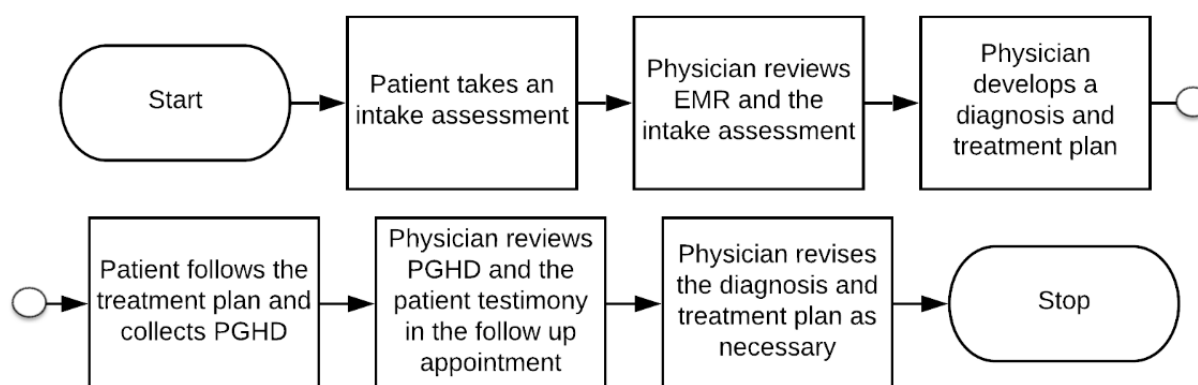 Start
Patient takes an
intake assessment
Physician reviews
EMR and the
intake assessment
Physician
develops a
diagnosis and
treatment plan
Patient follows the
treatment plan and
collects PGHD
Physician reviews
PGHD and the
patient testimony
in the follow up
appointment
Physician revises
the diagnosis and
treatment plan as
necessary
Stop